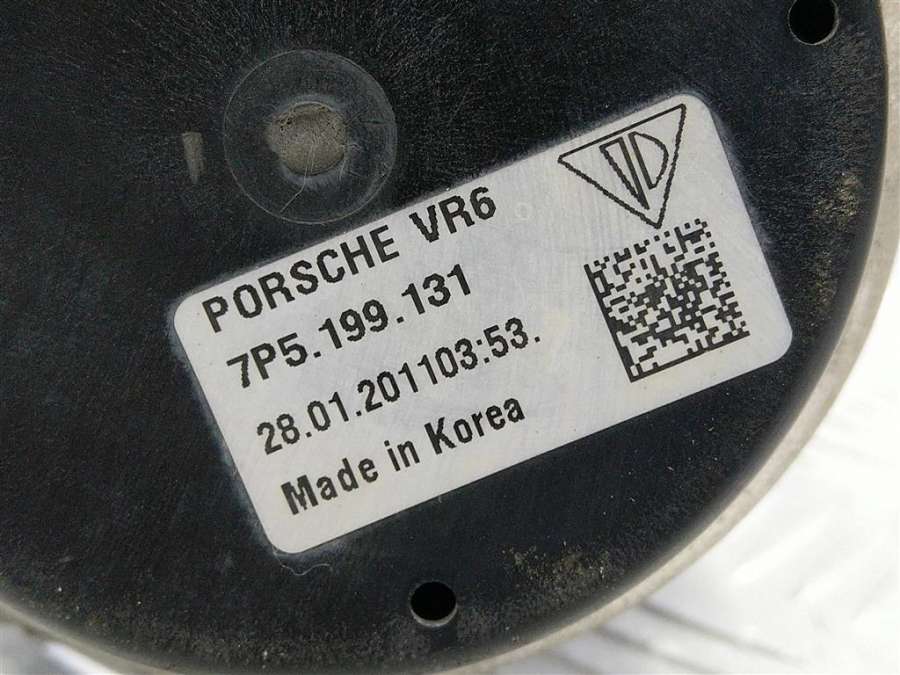 PORSCHE VR6
7P5.199.131
28.01.201103:53.
Made in Korea